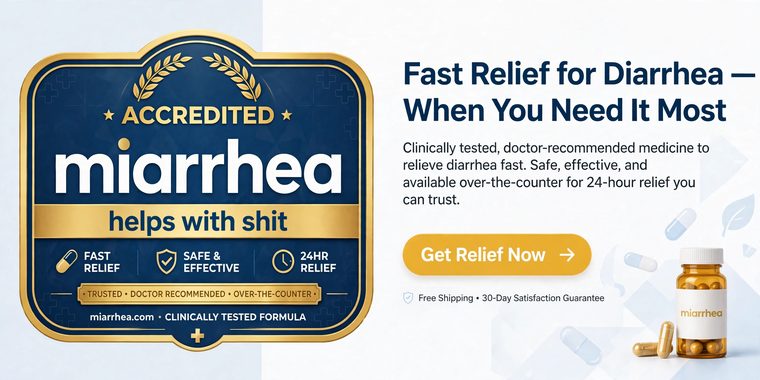 ACCREDITED
miarrhea
helps with shit
FAST
RELIEF
SAFE &
EFFECTIVE
24HR
RELIEF
TRUSTED • DOCTOR RECOMMENDED • OVER-THE-COUNTER
miarrhea.com • CLINICALLY TESTED FORMULA
Fast Relief for Diarrhea —
When You Need It Most
Clinically tested, doctor-recommended medicine to
relieve diarrhea fast. Safe, effective, and
available over-the-counter for 24-hour relief you
can trust.
Get Relief Now →
Free Shipping • 30-Day Satisfaction Guarantee
miarrhea